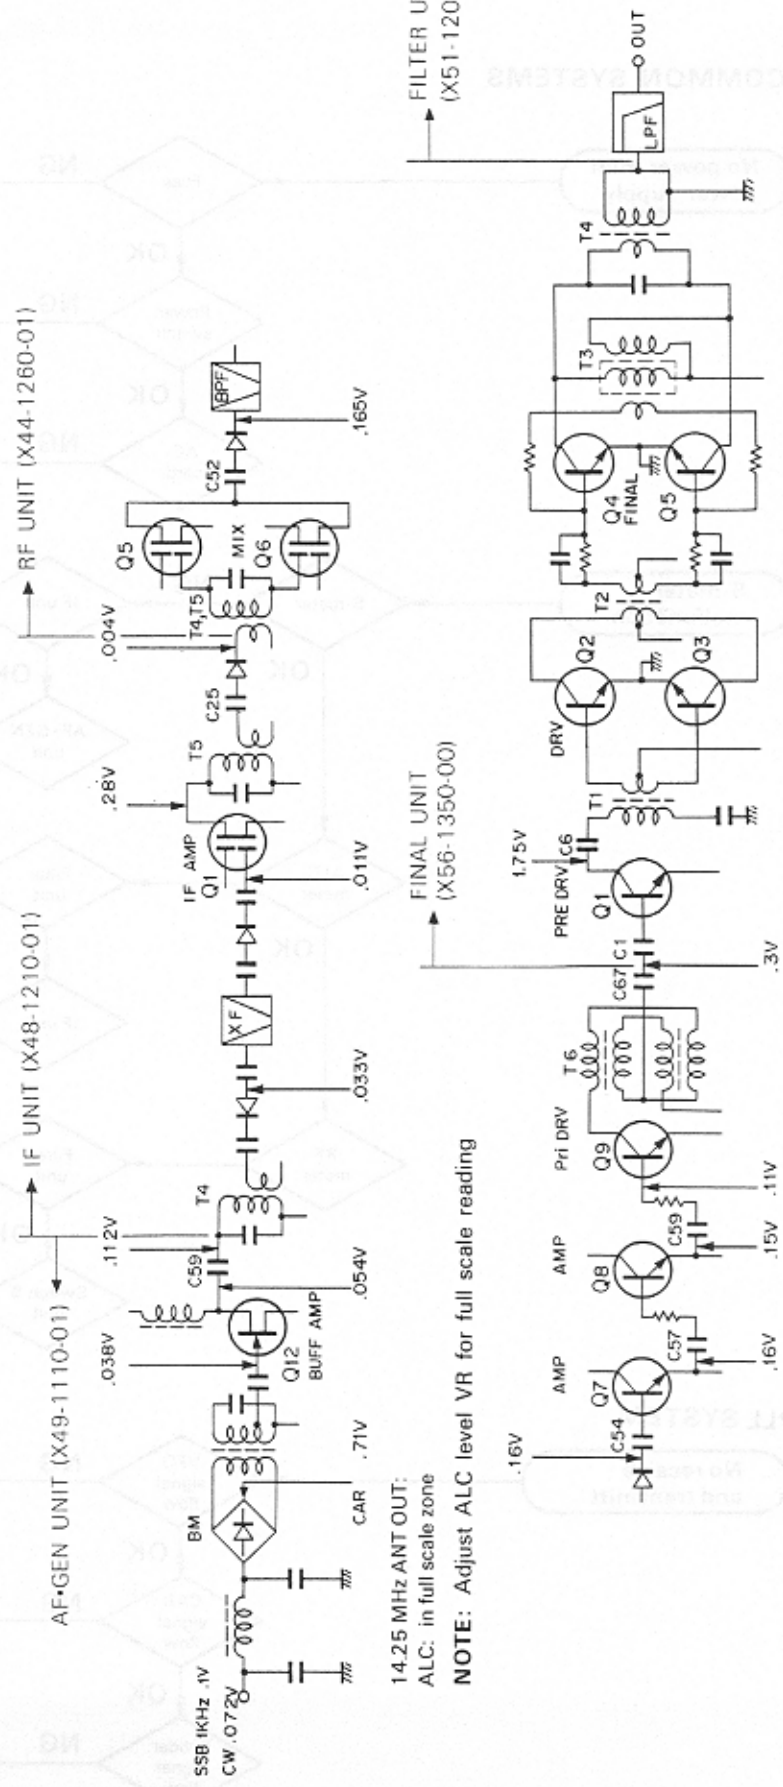 AF•GEN UNIT (X49-1110-01)
IF UNIT (X48-1210-01)
RF UNIT (X44-1260-01)
SSB 1KHz .1V
CW .072V
BM
CAR
.71V
.038V
Q12
BUFF AMP
.054V
C59
.112V
T4
.033V
XF
.011V
IF AMP
Q1
.28V
T5
C25
.004V
T4,T5
Q5
MIX
Q6
C52
.165V
BPF
14.25 MHz ANT OUT:
ALC: in full scale zone
NOTE: Adjust ALC level VR for full scale reading
FINAL UNIT
(X56-1350-00)
FILTER U
(X51-120
.16V
C54
AMP
Q7
C57
.16V
AMP
Q8
C59
.15V
.11V
Pri DRV
Q9
T6
C67
C1
.3V
PRE DRV
Q1
1.75V
C6
T1
DRV
Q2
Q3
T2
Q4
FINAL
Q5
T3
T4
LPF
OUT
COMMON SYSTEMS